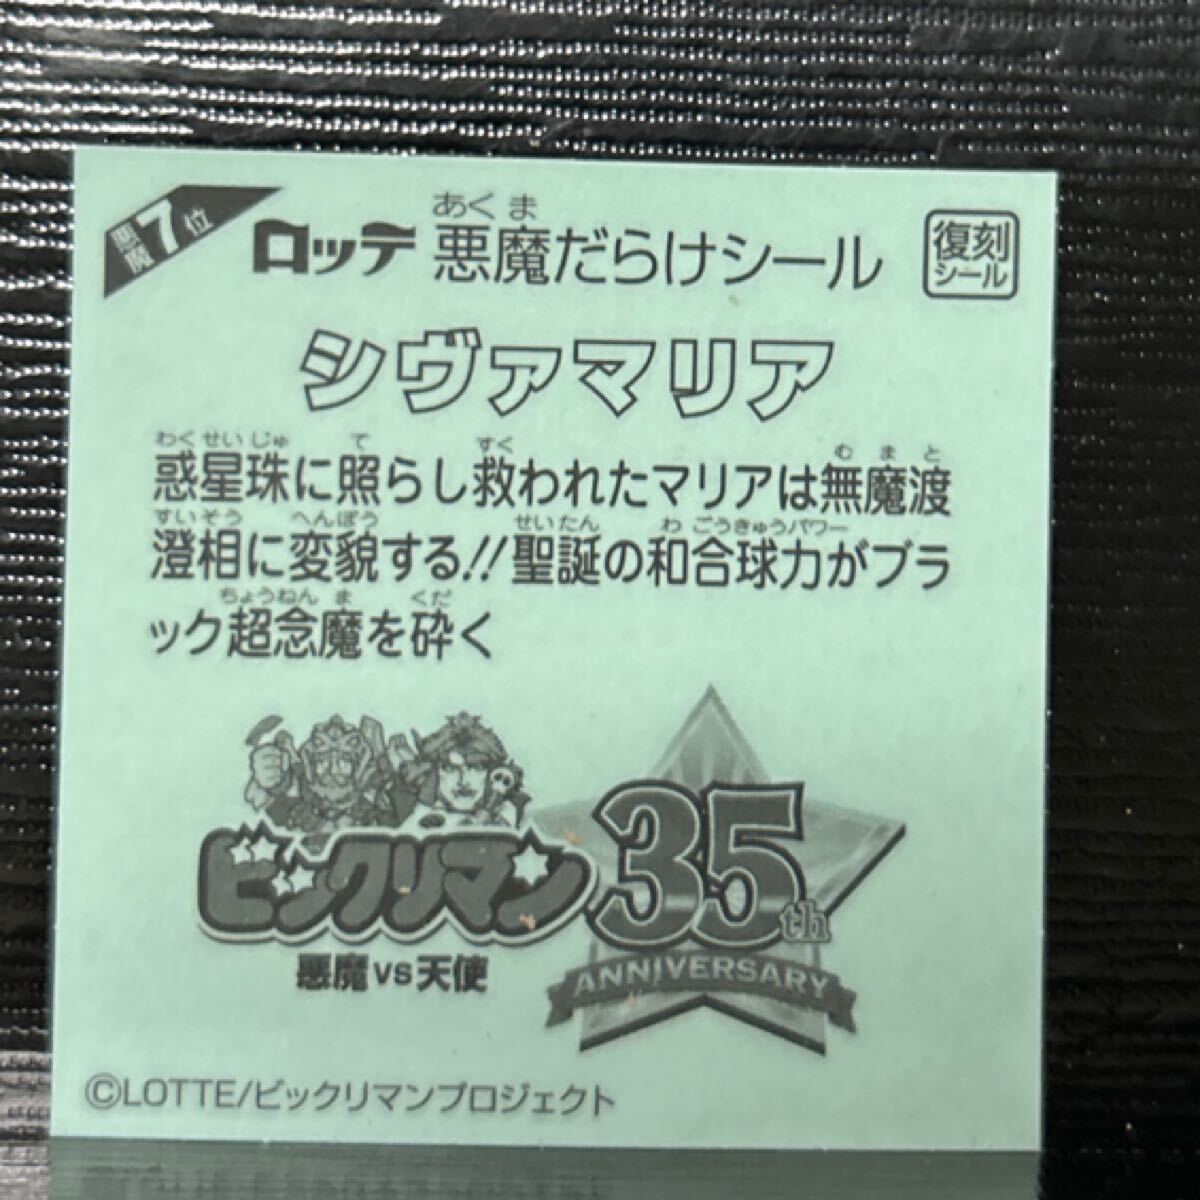 悪魔7位
ロッテ 悪魔だらけシール
あくま
復刻
シール
シヴァマリア
わくせいじゅ て すく むまと
惑星珠に照らし救われたマリアは無魔渡
すいそう へんぼう せいたん わごうきゅうパワー
澄相に変貌する!!聖誕の和合球力がブラ
ちょうねんま くだ
ック超念魔を砕く
ビックリマン
悪魔VS天使
35th
ANNIVERSARY
©LOTTE/ビックリマンプロジェクト